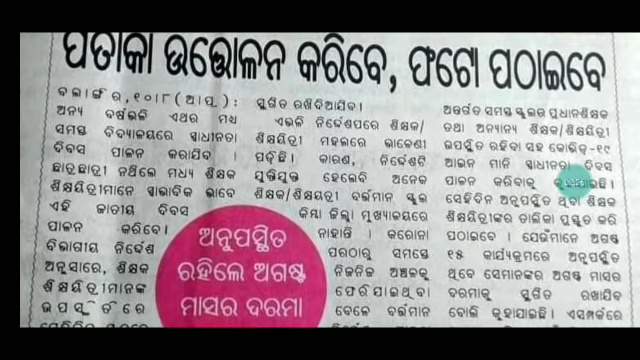 ପତାକା ଉତ୍ତୋଳନ କରିବେ, ଫଟୋ ପଠାଇବେ
ବଲାଙ୍ଗିର,୧୦।୮(ଆପ୍ର):
ଅନ୍ୟ ବର୍ଷଭଳି ଏଥର ମଧ୍ୟ
ସମସ୍ତ ବିଦ୍ୟାଳୟରେ ସ୍ୱାଧୀନତା
ଦିବସ ପାଳନ କରାଯିବ ।
ଛାତ୍ରଛାତ୍ରୀ ନଥିଲେ ମଧ୍ୟ ଶିକ୍ଷକ
ଶିକ୍ଷୟିତ୍ରୀମାନେ ସ୍ୱାଭାବିକ ଭାବେ
ଏହି ଜାତୀୟ ଦିବସ
ପାଳନ କରିବେ।
ବିଭାଗୀୟ ନିର୍ଦ୍ଦେଶ
ଅନୁସାରେ, ଶିକ୍ଷକ
ଶିକ୍ଷୟିତ୍ରୀମାନଙ୍କ
ଉପସ୍ଥିତିରେ
ଅନୁପସ୍ଥିତ
ରହିଲେ ଅଗଷ୍ଟ
ମାସର ଦରମା
ସ୍ଥଗିତ ରଖିଦିଆଯିବ।
ଏଭଳି ନିର୍ଦ୍ଦେଶପରେ ଶିକ୍ଷକ/
ଶିକ୍ଷୟିତ୍ରୀ ମହଲରେ ଭାଳେଣୀ
ପଡ଼ିଛି। କାରଣ, ନିର୍ଦ୍ଦେଶଟି
ଯୁକ୍ତିଯୁକ୍ତ ହେଲେବି ଅନେକ
ଶିକ୍ଷକ/ଶିକ୍ଷୟତ୍ରୀ ବର୍ତ୍ତମାନ ସ୍କୁଲ
କିମ୍ୱା ଜିଲ୍ଲା ମୁଖ୍ୟାଳୟରେ
ନାହାନ୍ତି । କରୋନା
ପରଠାରୁ ସମସ୍ତେ
ନିଜନିଜ ଅଞ୍ଚଳକୁ
ଫେରିଯାଇଥିବା
ବେଳେ ବର୍ତ୍ତମାନ
ଅନ୍ତର୍ଗତ ସମସ୍ତ ସ୍କୁଲର ପ୍ରଧାନଶିକ୍ଷକ
ତଥା ଅନ୍ୟାନ୍ୟ ଶିକ୍ଷକ/ଶିକ୍ଷୟିତ୍ରୀ
ଉପସ୍ଥିତ ରହିବା ସହ କୋଭିଡ୍-୧୯
ଆଇନ ମାନି ସ୍ୱାଧୀନତା ଦିବସ
ପାଳନ କରିବାକୁ କୁହାଯାଇଛି।
ସେହିଦିନ ଅନୁପସ୍ଥିତ ଥିବା ଶିକ୍ଷକ
ଶିକ୍ଷୟିତ୍ରୀଙ୍କର ତାଲିକା ପ୍ରସ୍ତୁତ କରି
ପଠାଇବେ । ଯେଉଁମାନେ ଅଗଷ୍ଟ
୧୫ କାର୍ଯ୍ୟକ୍ରମରେ ଅନୁପସ୍ଥିତ
ଥିବେ ସେମାନଙ୍କର ଅଗଷ୍ଟ ମାସର
ଦରମାକୁ ସ୍ଥଗିତ ରଖାଯିବ
ବୋଲି କୁହାଯାଇଛି। ଏସମ୍ପର୍କରେ